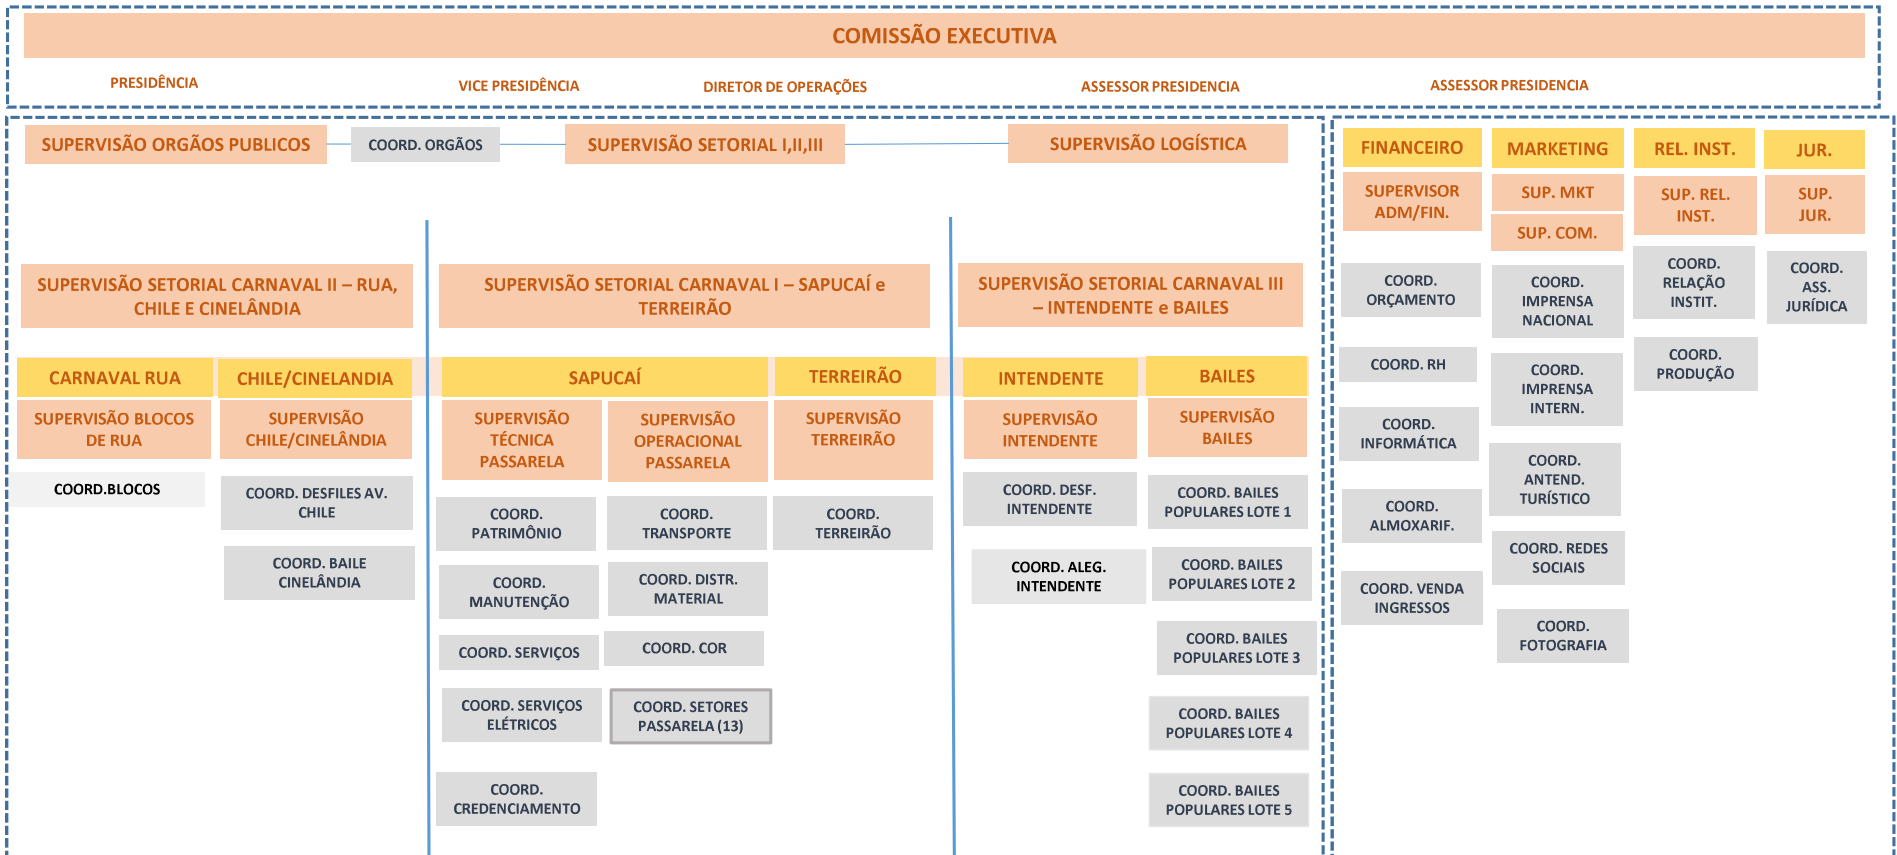 COMISSÃO EXECUTIVA
PRESIDÊNCIA
VICE PRESIDÊNCIA
DIRETOR DE OPERAÇÕES
ASSESSOR PRESIDENCIA
ASSESSOR PRESIDENCIA
SUPERVISÃO ORGÃOS PUBLICOS
COORD. ORGÃOS
SUPERVISÃO SETORIAL I,II,III
SUPERVISÃO LOGÍSTICA
SUPERVISÃO SETORIAL CARNAVAL II – RUA,
CHILE E CINELÂNDIA
CARNAVAL RUA
SUPERVISÃO BLOCOS
DE RUA
COORD.BLOCOS
CHILE/CINELANDIA
SUPERVISÃO
CHILE/CINELÂNDIA
COORD. DESFILES AV.
CHILE
COORD. BAILE
CINELÂNDIA
SUPERVISÃO SETORIAL CARNAVAL I – SAPUCAÍ e
TERREIRÃO
SAPUCAÍ
SUPERVISÃO
TÉCNICA
PASSARELA
COORD.
PATRIMÔNIO
COORD.
MANUTENÇÃO
COORD. SERVIÇOS
COORD. SERVIÇOS
ELÉTRICOS
COORD.
CREDENCIAMENTO
SUPERVISÃO
OPERACIONAL
PASSARELA
COORD.
TRANSPORTE
COORD. DISTR.
MATERIAL
COORD. COR
COORD. SETORES
PASSARELA (13)
TERREIRÃO
SUPERVISÃO
TERREIRÃO
COORD.
TERREIRÃO
SUPERVISÃO SETORIAL CARNAVAL III
– INTENDENTE e BAILES
INTENDENTE
SUPERVISÃO
INTENDENTE
COORD. DESF.
INTENDENTE
COORD. ALEG.
INTENDENTE
BAILES
SUPERVISÃO
BAILES
COORD. BAILES
POPULARES LOTE 1
COORD. BAILES
POPULARES LOTE 2
COORD. BAILES
POPULARES LOTE 3
COORD. BAILES
POPULARES LOTE 4
COORD. BAILES
POPULARES LOTE 5
FINANCEIRO
SUPERVISOR
ADM/FIN.
COORD.
ORÇAMENTO
COORD. RH
COORD.
INFORMÁTICA
COORD.
ALMOXARIF.
COORD. VENDA
INGRESSOS
MARKETING
SUP. MKT
SUP. COM.
COORD.
IMPRENSA
NACIONAL
COORD.
IMPRENSA
INTERN.
COORD.
ANTEND.
TURÍSTICO
COORD. REDES
SOCIAIS
COORD.
FOTOGRAFIA
REL. INST.
SUP. REL.
INST.
COORD.
RELAÇÃO
INSTIT.
COORD.
PRODUÇÃO
JUR.
SUP.
JUR.
COORD.
ASS.
JURÍDICA